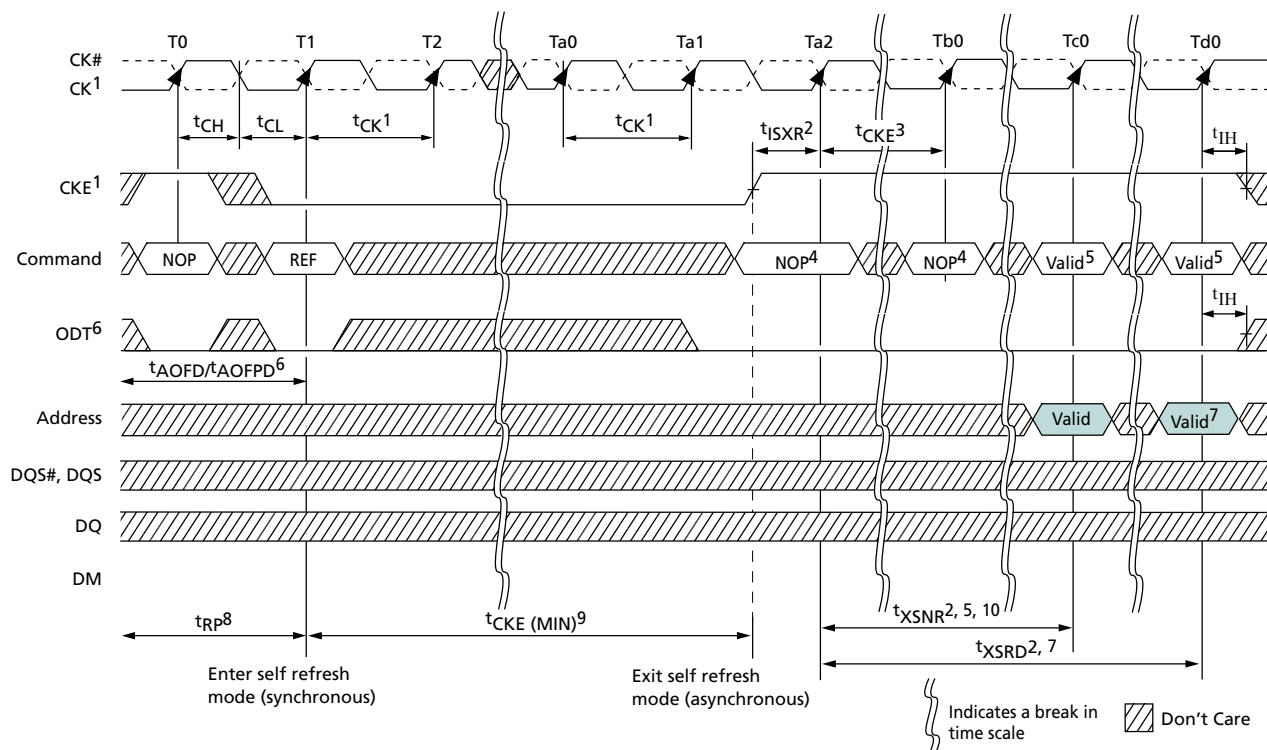 T0 T1 T2 Ta0 Ta1 Ta2 Tb0 Tc0 Td0
CK#
CK¹
tCH tCL tCK¹ tCK¹ tISXR² tCKE³ tIH
CKE¹
Command NOP REF NOP⁴ NOP⁴ Valid⁵ Valid⁵
tIH
ODT⁶
tAOFD/tAOFPD⁶
Address Valid Valid⁷
DQS#, DQS
DQ
DM
tRP⁸ tCKE (MIN)⁹ tXSNR², ⁵, ¹⁰
tXSRD², ⁷
Enter self refresh
mode (synchronous)
Exit self refresh
mode (asynchronous)
Indicates a break in
time scale
Don't Care